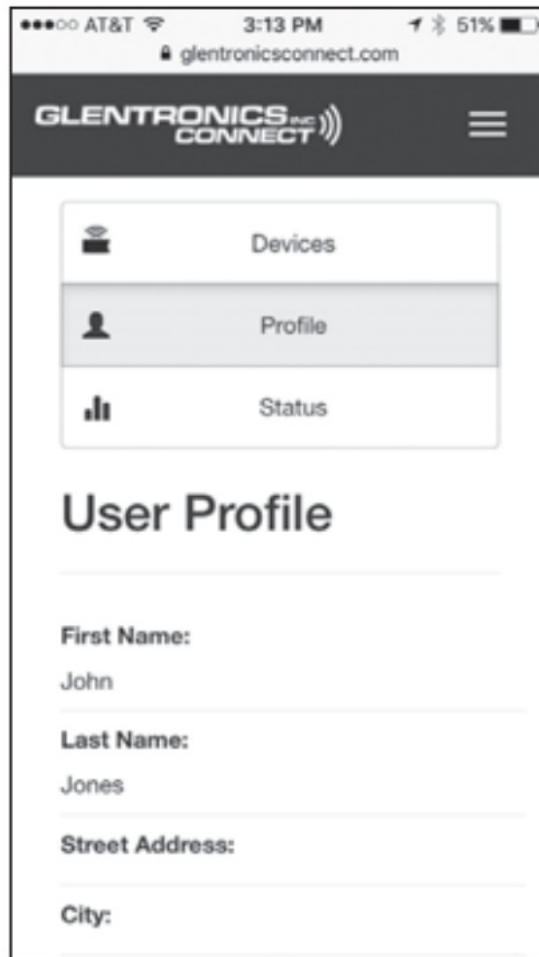 AT&T 3:13 PM 51%
glentronicsconnect.com
GLENTRONICS INC
CONNECT
Devices
Profile
Status
User Profile
First Name:
John
Last Name:
Jones
Street Address:
City: